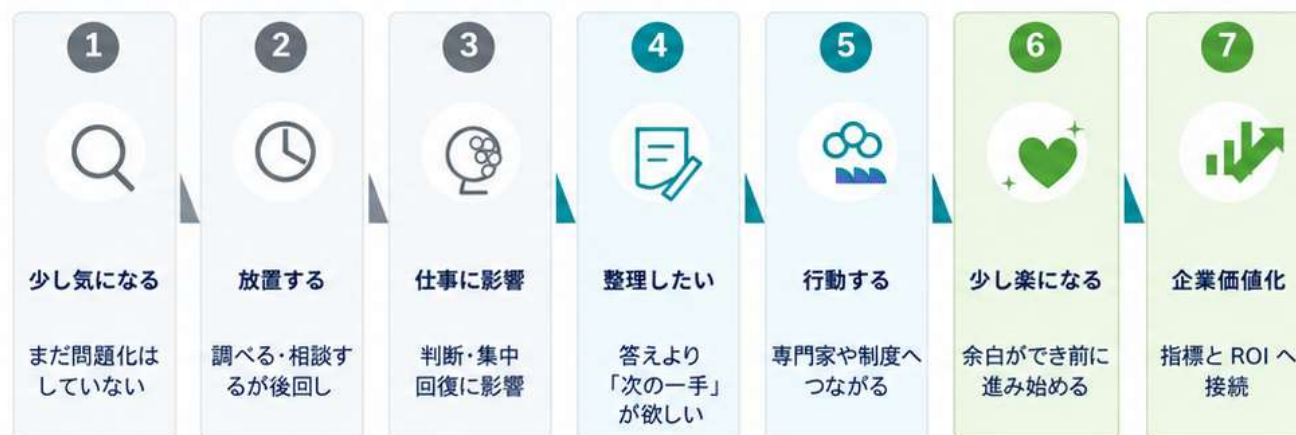 1
少し気になる
まだ問題化は
していない
2
放置する
調べる・相談す
るが後回し
3
仕事に影響
判断・集中
回復に影響
4
整理したい
答えより
「次の一手」
が欲しい
5
行動する
専門家や制度へ
つながる
6
少し楽になる
余白ができ前に
進み始める
7
企業価値化
指標と ROI へ
接続